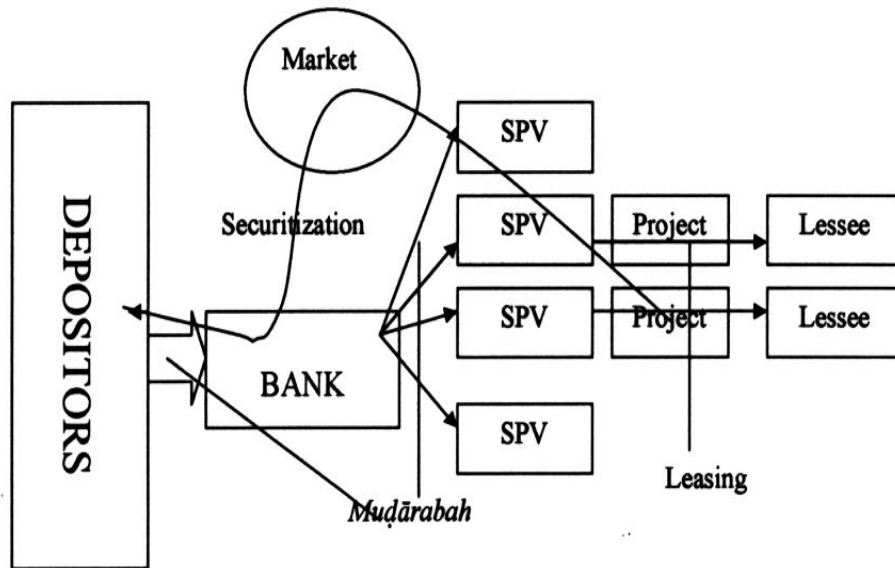 Market
SPV
DEPOSITORS
Securitization
SPV
Project
Lessee
SPV
Project
Lessee
BANK
SPV
Leasing
Muḍārabah